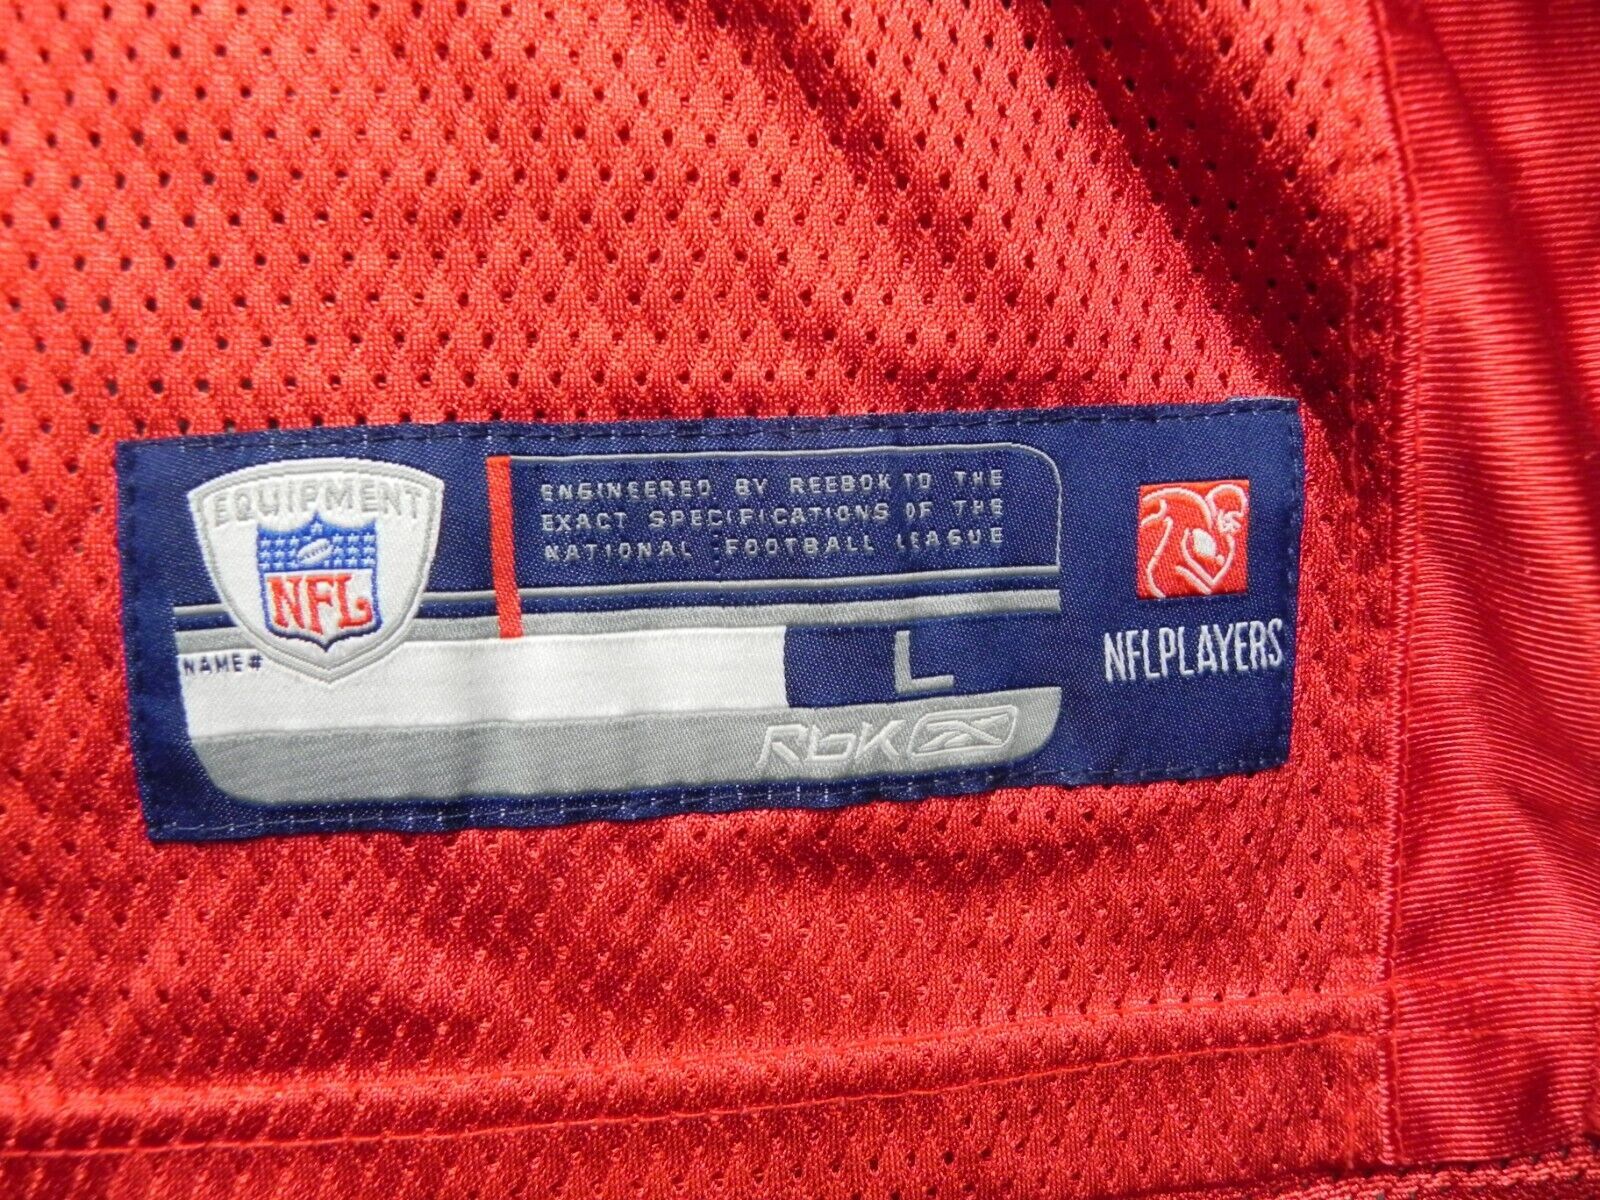 EQUIPMENT
NFL
ENGINEERED BY REEBOK TO THE
EXACT SPECIFICATIONS OF THE
NATIONAL FOOTBALL LEAGUE
NAME #
L
RbK
NFLPLAYERS